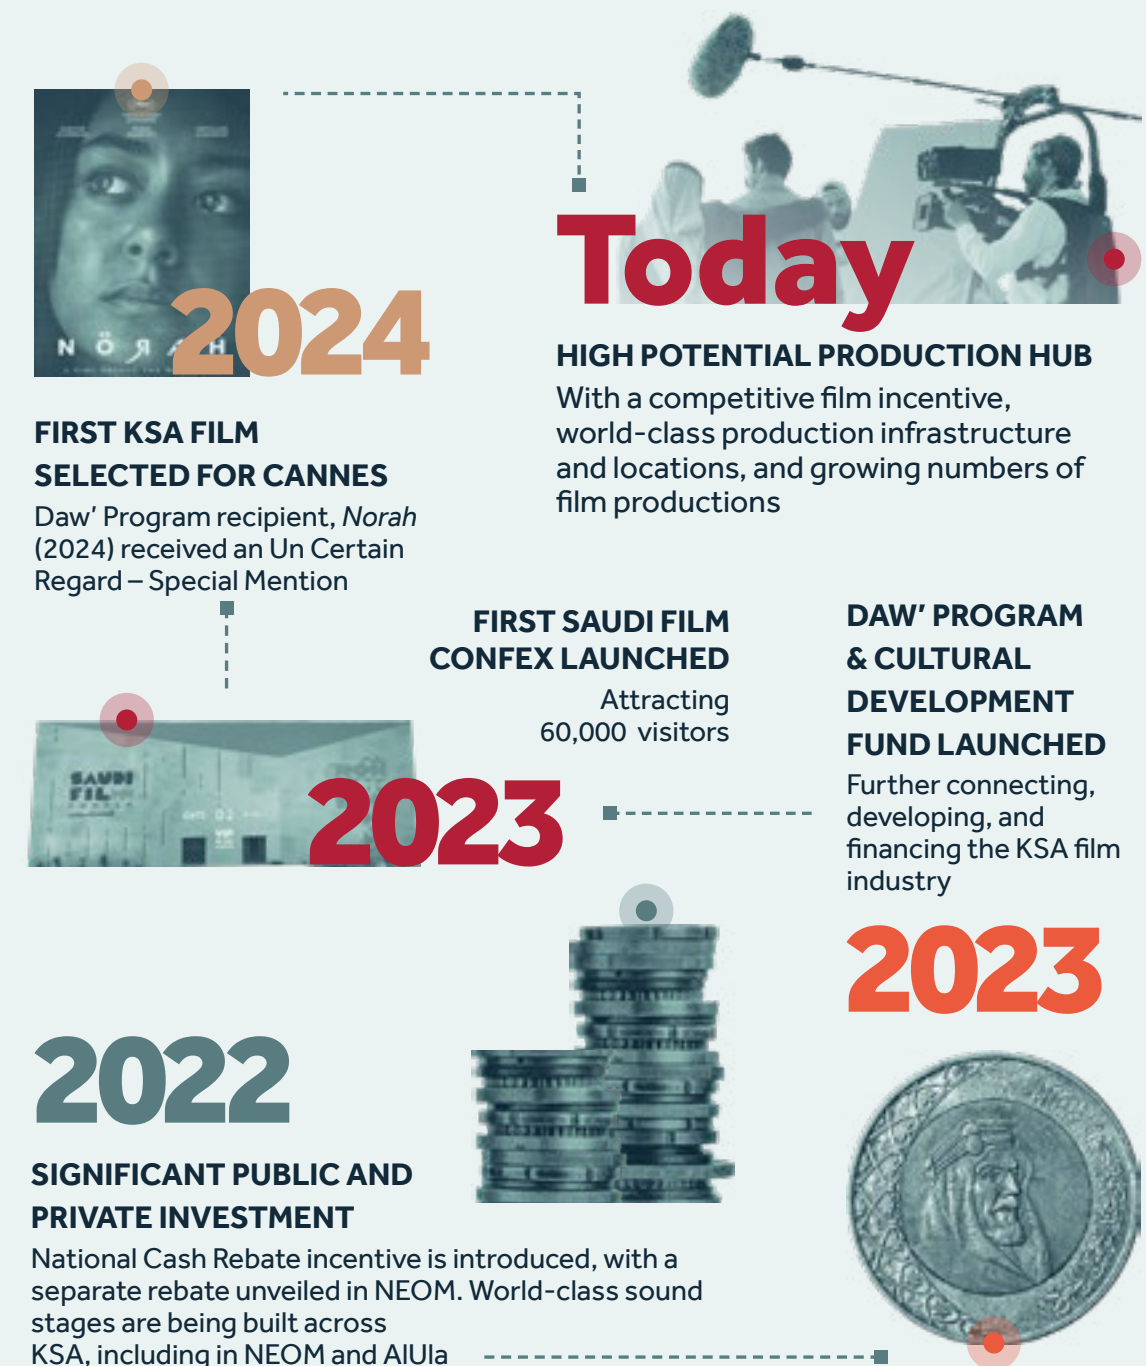 NÖRAH
2024
FIRST KSA FILM
SELECTED FOR CANNES
Daw' Program recipient, Norah
(2024) received an Un Certain
Regard – Special Mention
Today
HIGH POTENTIAL PRODUCTION HUB
With a competitive film incentive,
world-class production infrastructure
and locations, and growing numbers of
film productions
FIRST SAUDI FILM
CONFEX LAUNCHED
Attracting
60,000 visitors
SAUDI
FILM
2023
DAW' PROGRAM
& CULTURAL
DEVELOPMENT
FUND LAUNCHED
Further connecting,
developing, and
financing the KSA film
industry
2023
2022
SIGNIFICANT PUBLIC AND
PRIVATE INVESTMENT
National Cash Rebate incentive is introduced, with a
separate rebate unveiled in NEOM. World-class sound
stages are being built across
KSA, including in NEOM and AlUla